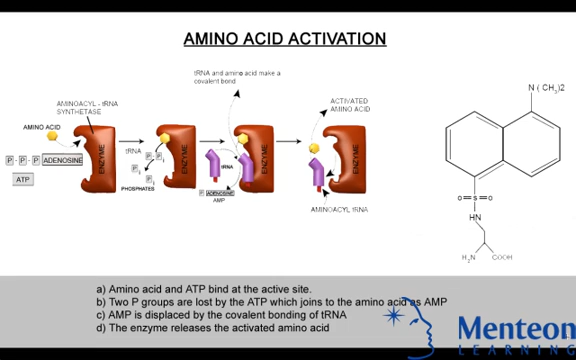 AMINO ACID ACTIVATION
tRNA and amino acid make a
covalent bond
AMINOACYL - tRNA
SYNTHETASE
ACTIVATED
AMINO ACID
AMINO ACID
ENZYME
ENZYME
ENZYME
ENZYME
tRNA
tRNA
P - P - P ADENOSINE
ATP
P
P
P
P
PHOSPHATES
P ADENOSINE
AMP
AMINOACYL tRNA
N ( CH3)2
O = S = O
HN
H2N COOH
a) Amino acid and ATP bind at the active site.
b) Two P groups are lost by the ATP which joins to the amino acid as AMP
c) AMP is displaced by the covalent bonding of tRNA
d) The enzyme releases the activated amino acid
Menteon
LEARNING